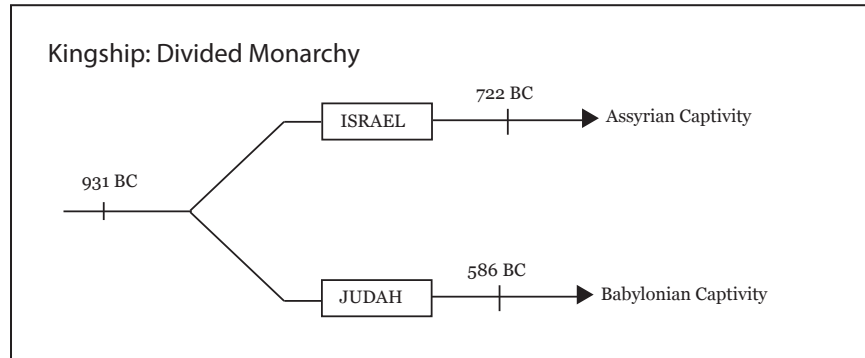 Kingship: Divided Monarchy
722 BC
ISRAEL
Assyrian Captivity
931 BC
586 BC
JUDAH
Babylonian Captivity